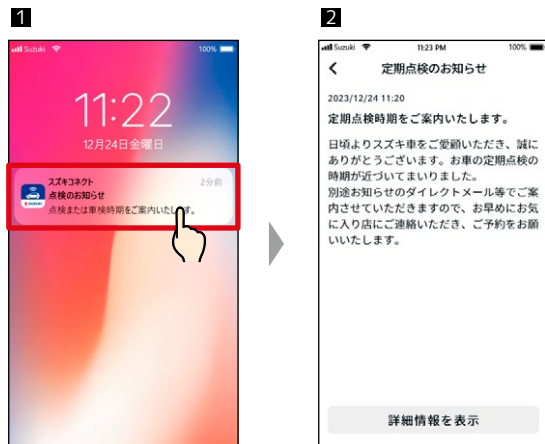 1
Suzuki
100%
11:22
12月24日金曜日
スズキコネクト
2分前
点検のお知らせ
点検または車検時期をご案内いたします。
SUZUKI
2
Suzuki
11:23 PM
100%
定期点検のお知らせ
2023/12/24 11:20
定期点検時期をご案内いたします。
日頃よりスズキ車をご愛顧いただき、誠に
ありがとうございます。お車の定期点検の
時期が近づいてまいりました。
別途お知らせのダイレクトメール等でご案
内させていただきますので、お早めにお気
に入り店にご連絡いただき、ご予約をお願
いいたします。
詳細情報を表示